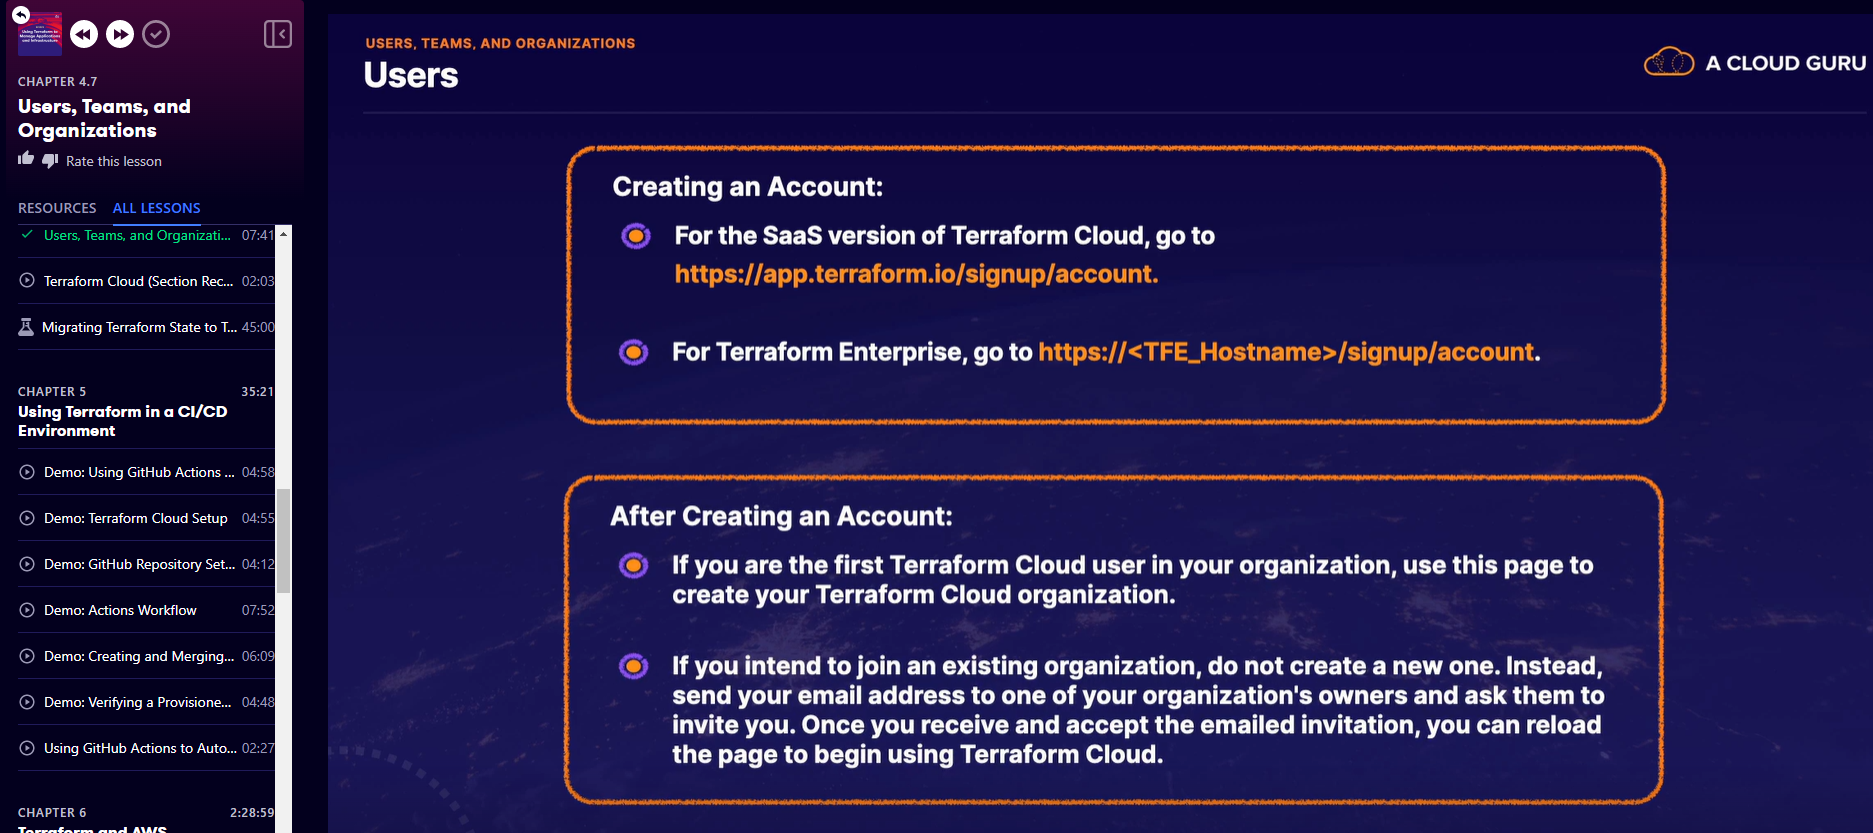 Using Terraform to
Manage Applications
and Infrastructure
CHAPTER 4.7
Users, Teams, and
Organizations
Rate this lesson
RESOURCES ALL LESSONS
Users, Teams, and Organizati... 07:41
Terraform Cloud (Section Rec... 02:03
Migrating Terraform State to T... 45:00
CHAPTER 5 35:21
Using Terraform in a CI/CD
Environment
Demo: Using GitHub Actions ... 04:58
Demo: Terraform Cloud Setup 04:55
Demo: GitHub Repository Set... 04:12
Demo: Actions Workflow 07:52
Demo: Creating and Merging... 06:09
Demo: Verifying a Provisione... 04:48
Using GitHub Actions to Auto... 02:27
CHAPTER 6 2:28:59
Terraform and AWS
USERS, TEAMS, AND ORGANIZATIONS
Users
A CLOUD GURU
Creating an Account:
For the SaaS version of Terraform Cloud, go to
https://app.terraform.io/signup/account.
For Terraform Enterprise, go to https://<TFE_Hostname>/signup/account.
After Creating an Account:
If you are the first Terraform Cloud user in your organization, use this page to
create your Terraform Cloud organization.
If you intend to join an existing organization, do not create a new one. Instead,
send your email address to one of your organization's owners and ask them to
invite you. Once you receive and accept the emailed invitation, you can reload
the page to begin using Terraform Cloud.